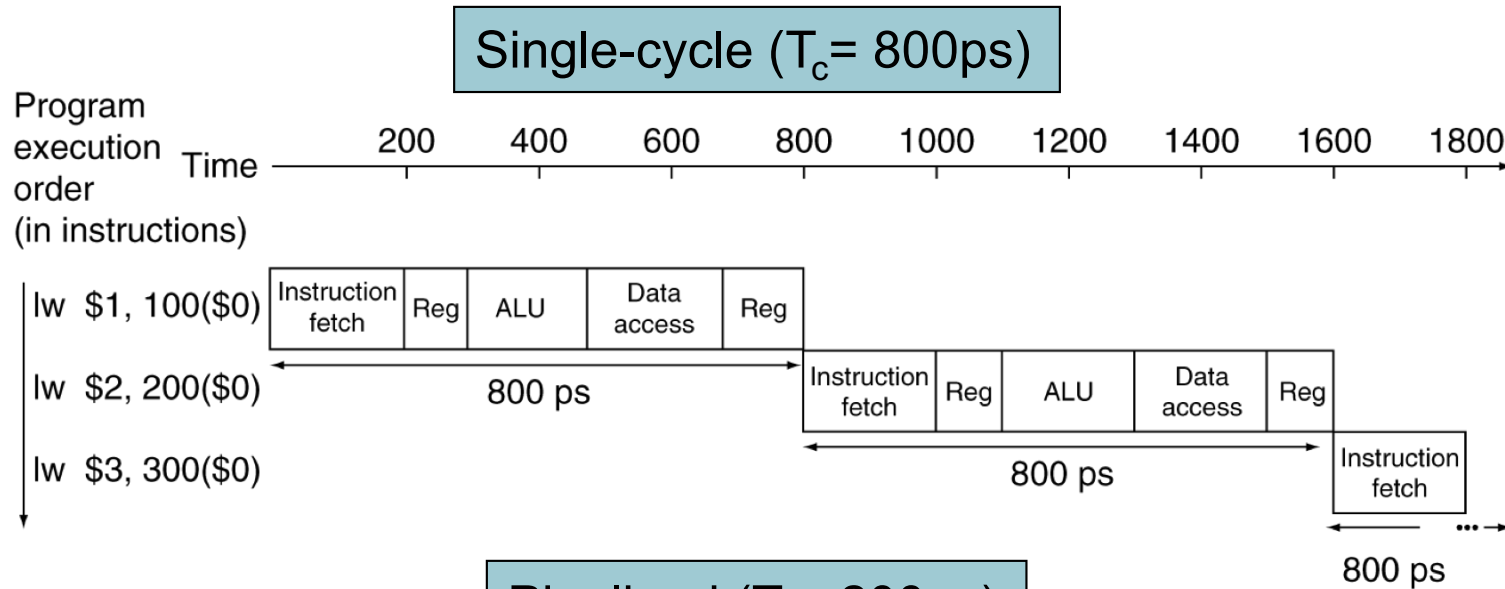 Single-cycle (Tc= 800ps)
Program
execution
order
(in instructions)
Time
200 400 600 800 1000 1200 1400 1600 1800
lw $1, 100($0)
Instruction
fetch
Reg
ALU
Data
access
Reg
800 ps
lw $2, 200($0)
Instruction
fetch
Reg
ALU
Data
access
Reg
800 ps
lw $3, 300($0)
Instruction
fetch
...
800 ps